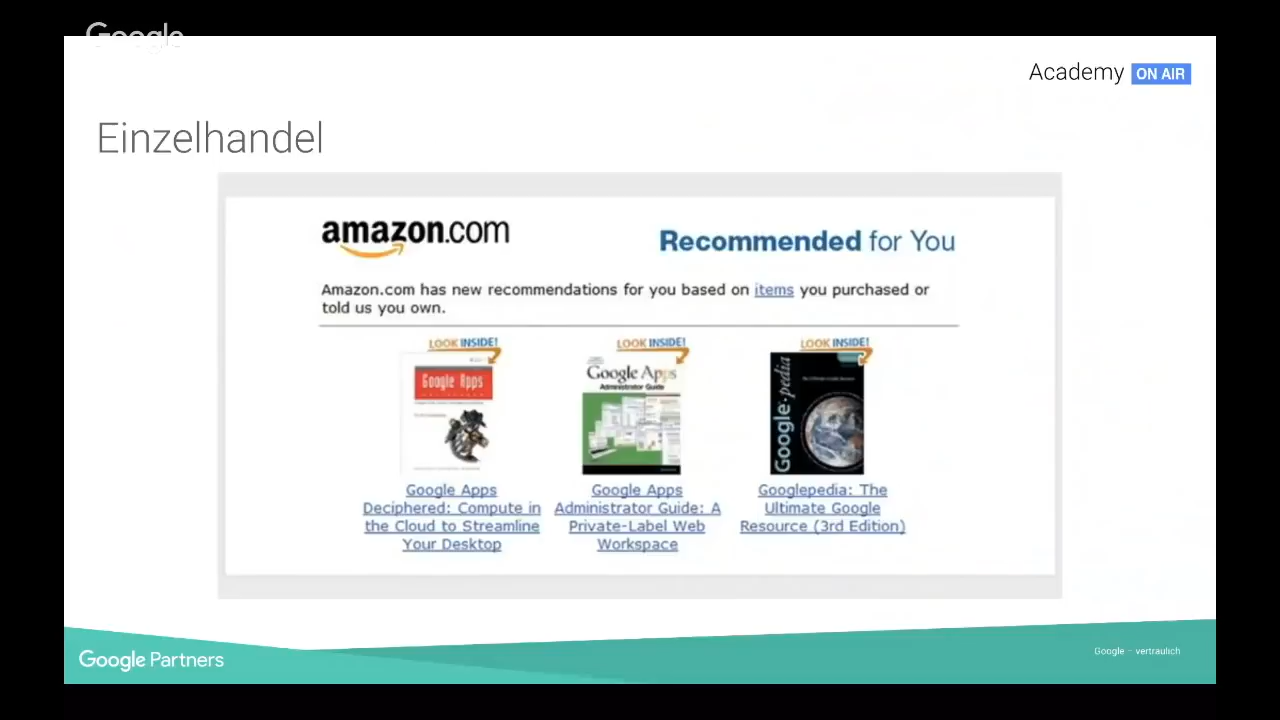 Google
Academy ON AIR
Einzelhandel
amazon.com
Recommended for You
Amazon.com has new recommendations for you based on items you purchased or
told us you own.
LOOK INSIDE! LOOK INSIDE! LOOK INSIDE!
Google Apps
Google Apps
Administrator Guide
Google·pedia
Google Apps
Deciphered: Compute in
the Cloud to Streamline
Your Desktop
Google Apps
Administrator Guide: A
Private-Label Web
Workspace
Googlepedia: The
Ultimate Google
Resource (3rd Edition)
Google Partners
Google – vertraulich